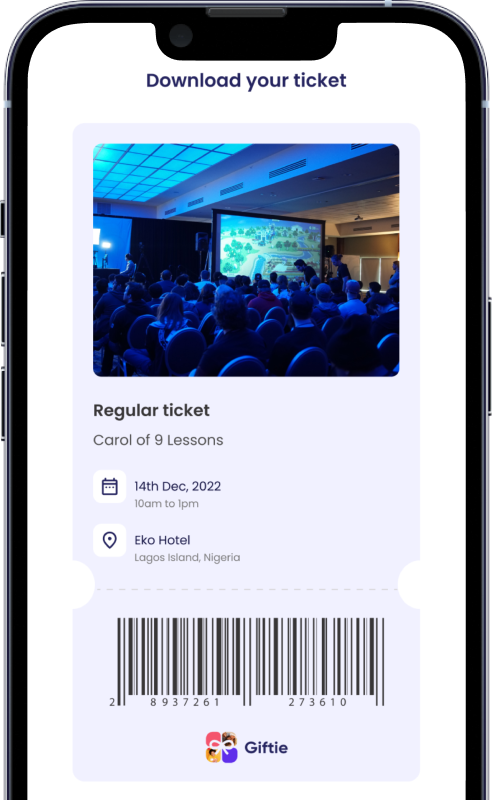 Download your ticket
Regular ticket
Carol of 9 Lessons
14th Dec, 2022
10am to 1pm
Eko Hotel
Lagos Island, Nigeria
2 8937261 273610
Giftie